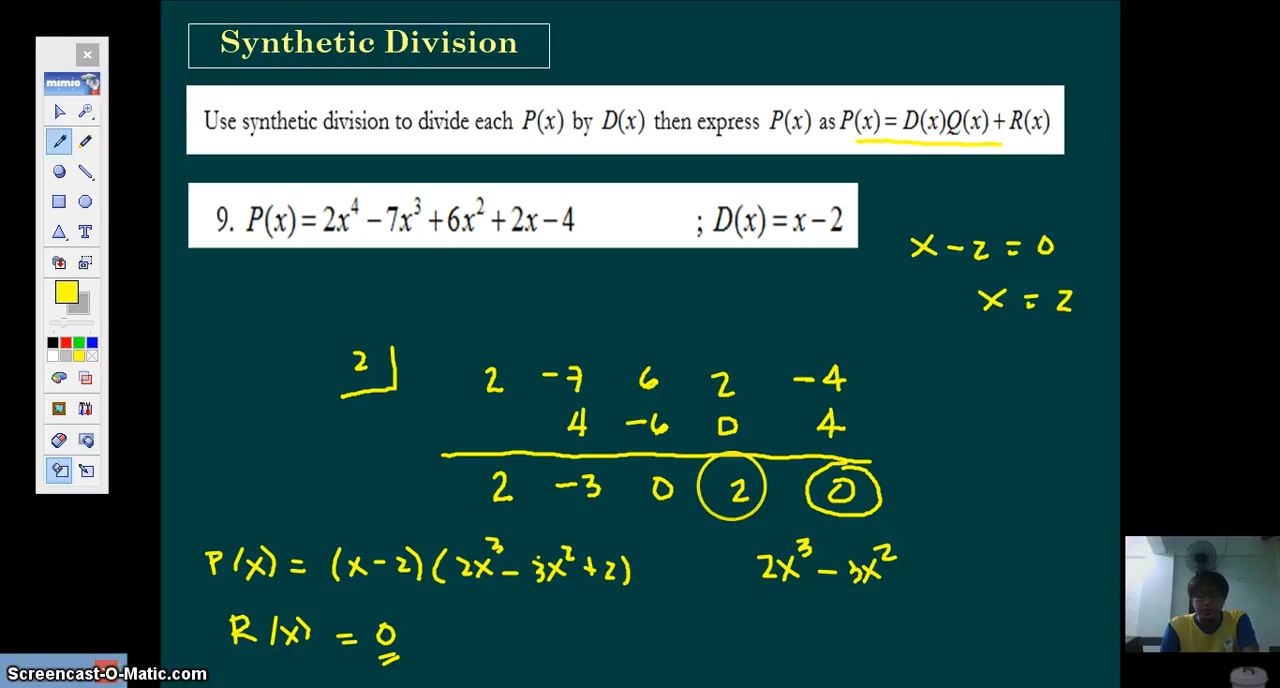 Synthetic Division
mimio
Use synthetic division to divide each P(x) by D(x) then express P(x) as P(x) = D(x)Q(x) + R(x)
9. P(x) = 2x⁴ − 7x³ + 6x² + 2x − 4 ; D(x) = x − 2
x − 2 = 0
x = 2
2 2 −7 6 2 −4
4 −6 0 4
2 −3 0 2 0
P(x) = (x − 2)(2x³ − 3x² + 2) 2x³ − 3x²
R(x) = 0
Screencast-O-Matic.com